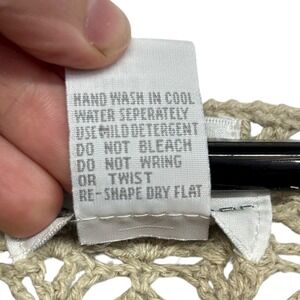 HAND WASH IN COOL
WATER SEPERATELY
USE MILD DETERGENT
DO NOT BLEACH
DO NOT WRING
OR TWIST
RE-SHAPE DRY FLAT